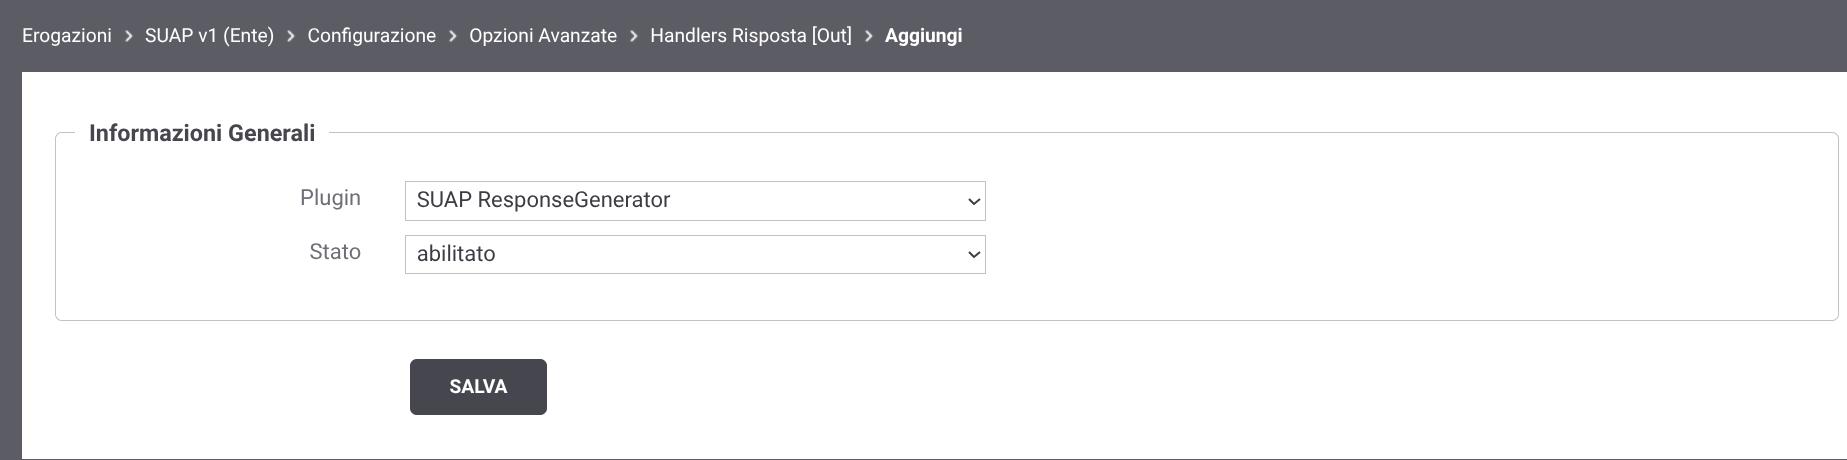 Erogazioni > SUAP v1 (Ente) > Configurazione > Opzioni Avanzate > Handlers Risposta [Out] > Aggiungi
Informazioni Generali
Plugin SUAP ResponseGenerator
Stato abilitato
SALVA